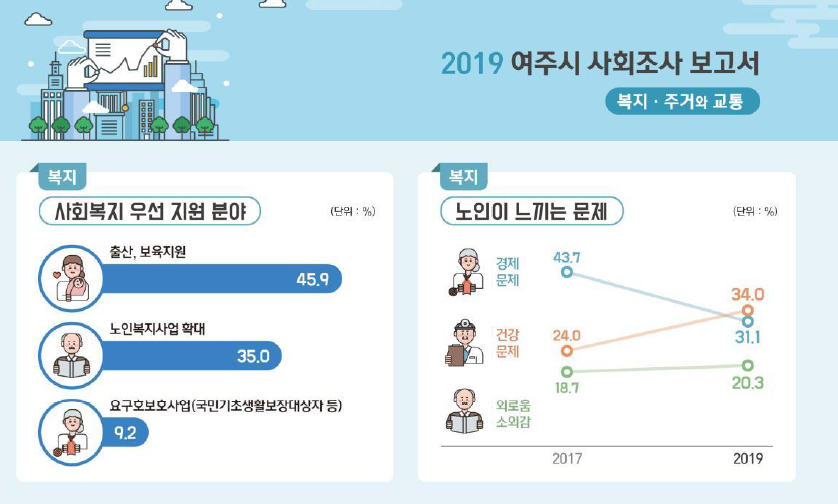 2019 여주시 사회조사 보고서
복지 · 주거와 교통
복지
사회복지 우선 지원 분야
(단위 : %)
출산, 보육지원
45.9
노인복지사업 확대
35.0
요구호보호사업(국민기초생활보장대상자 등)
9.2
복지
노인이 느끼는 문제
(단위 : %)
경제
문제
43.7
34.0
31.1
건강
문제
24.0
18.7
20.3
외로움
소외감
2017
2019